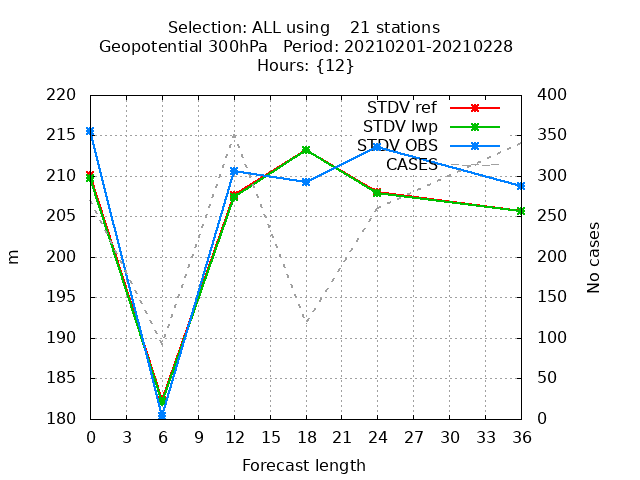 Selection: ALL using    21 stations
Geopotential 300hPa   Period: 20210201-20210228
Hours: {12}
220
215
210
205
200
195
190
185
180
m
400
350
300
250
200
150
100
50
0
No cases
STDV ref
STDV lwp
STDV OBS
CASES
0 3 6 9 12 15 18 21 24 27 30 33 36
Forecast length